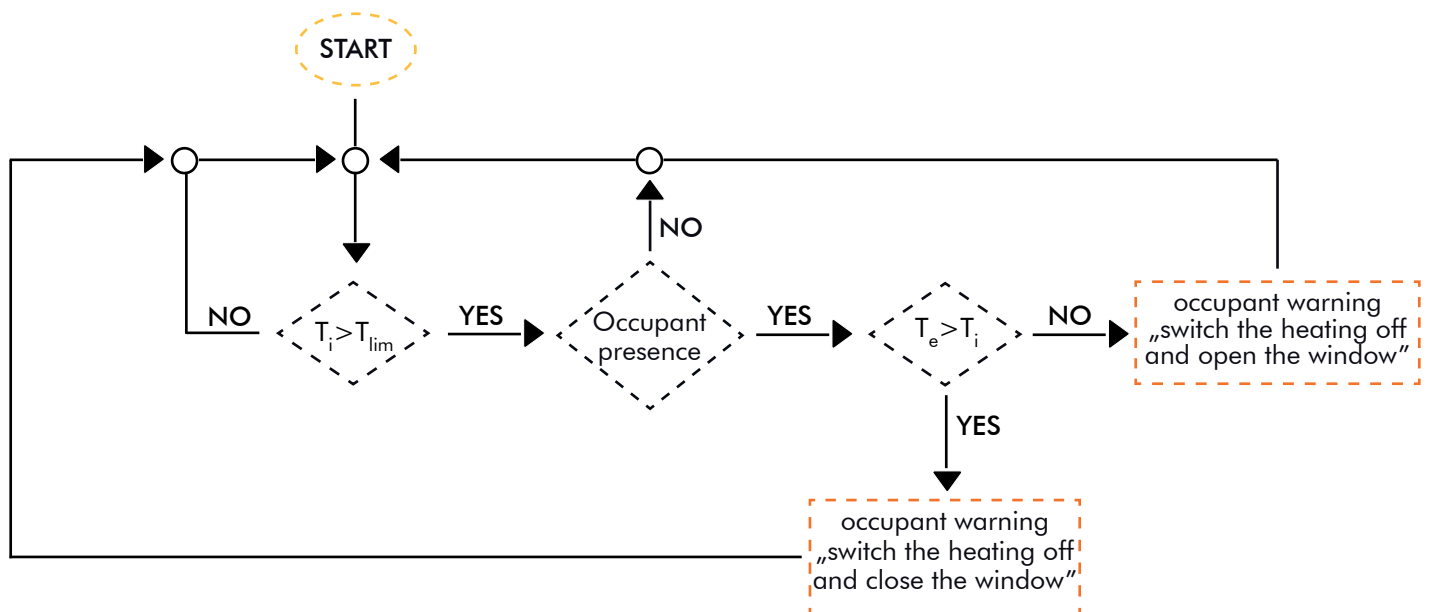 START
NO
NO
YES
YES
NO
Tᵢ>Tₗᵢₘ
Occupant
presence
Tₑ>Tᵢ
occupant warning
„switch the heating off
and open the window”
YES
occupant warning
„switch the heating off
and close the window”